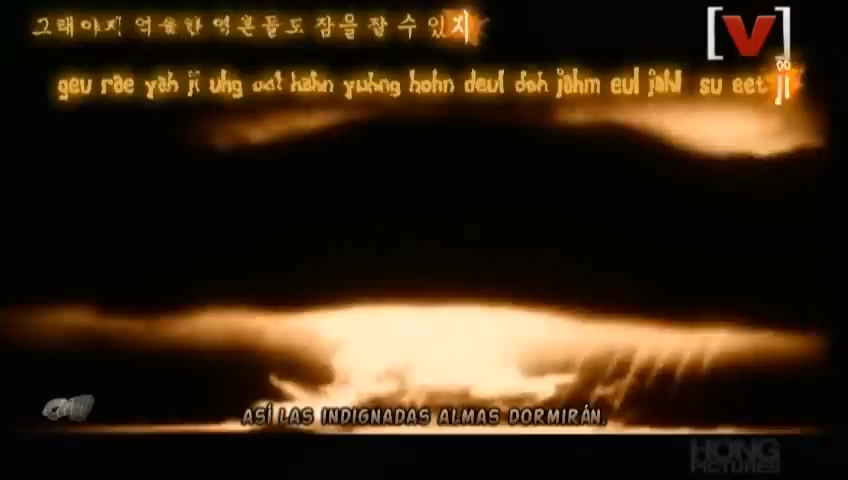 그래야지 억울한 영혼들도 잠을 잘 수 있지
[V]
geu rae yah ji uhg ool hahn yuhng hohn deul doh jahm eul jahl su eet ji
ASÍ LAS INDIGNADAS ALMAS DORMIRÁN.
HONG
PICTURES